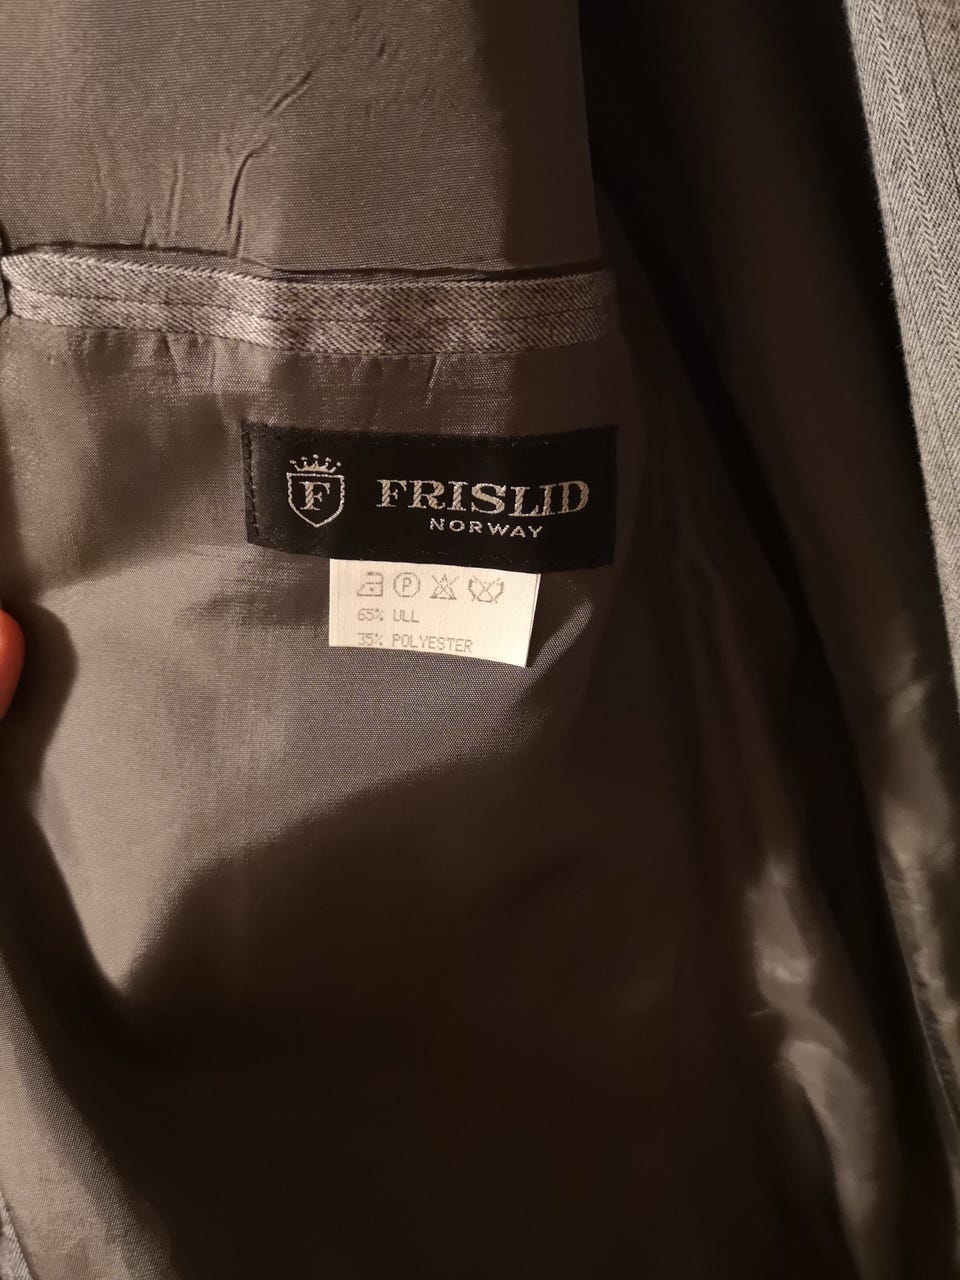 F
FRISLID
NORWAY
P
65% ULL
35% POLYESTER